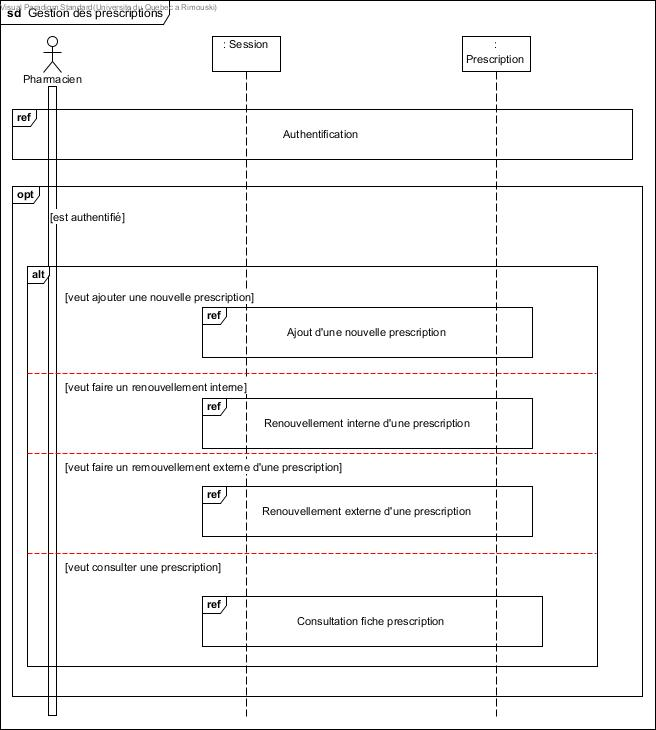 Visual Paradigm Standard(Universite du Quebec a Rimouski)
sd Gestion des prescriptions
Pharmacien
: Session
:
Prescription
ref
Authentification
opt
[est authentifié]
alt
[veut ajouter une nouvelle prescription]
ref
Ajout d'une nouvelle prescription
[veut faire un renouvellement interne]
ref
Renouvellement interne d'une prescription
[veut faire un remouvellement externe d'une prescription]
ref
Renouvellement externe d'une prescription
[veut consulter une prescription]
ref
Consultation fiche prescription